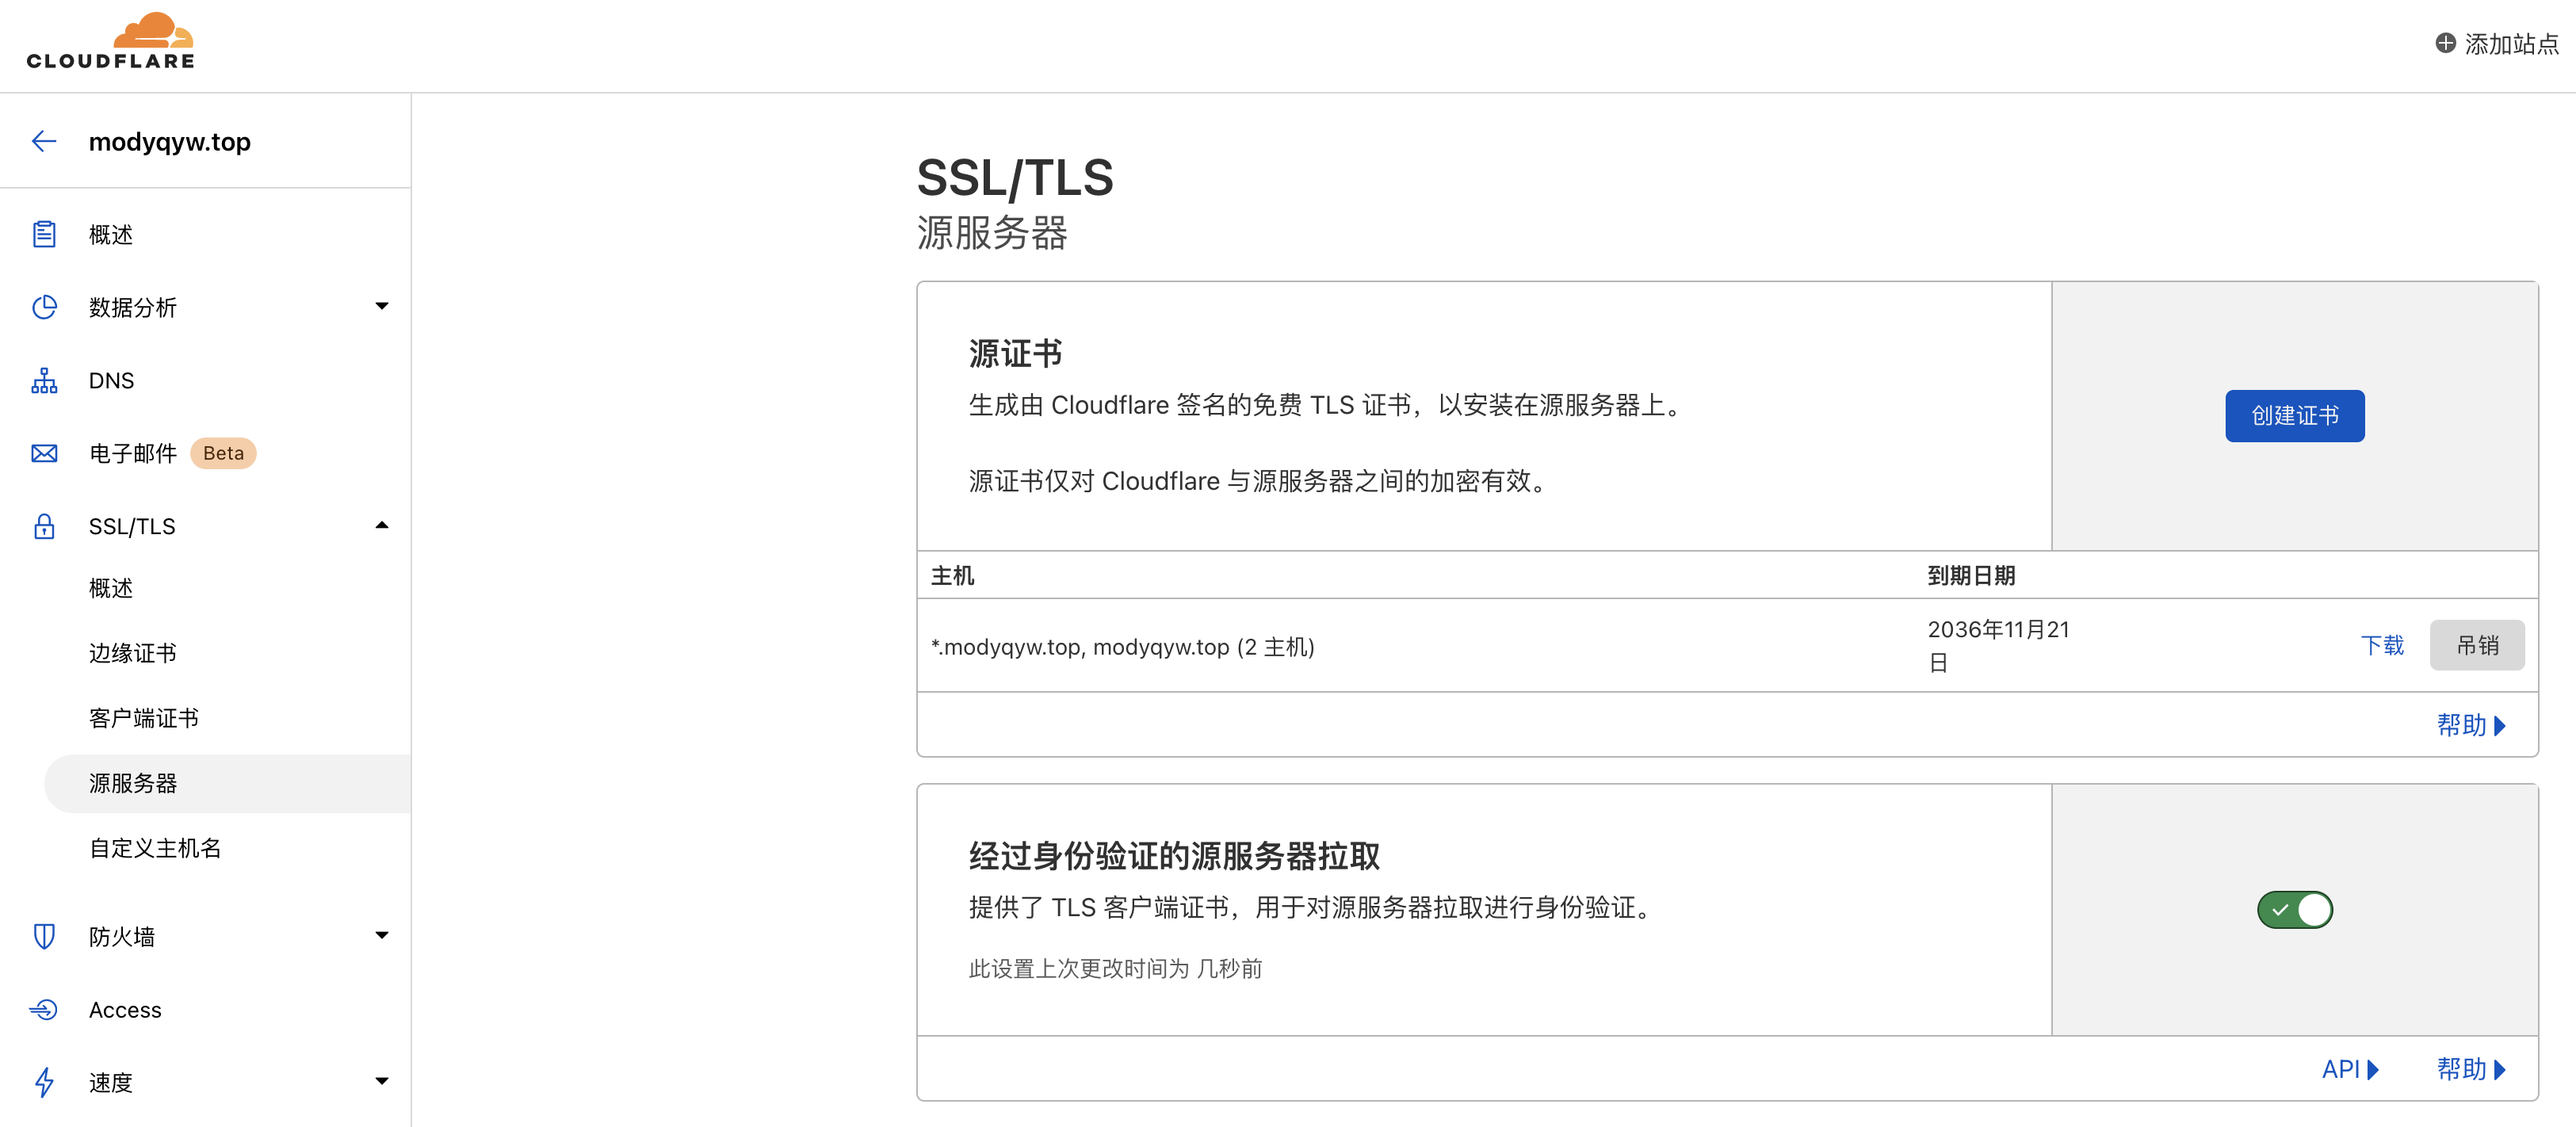 CLOUDFLARE
添加站点
modyqyw.top
概述
数据分析
DNS
电子邮件 Beta
SSL/TLS
概述
边缘证书
客户端证书
源服务器
自定义主机名
防火墙
Access
速度
SSL/TLS
源服务器
源证书
生成由 Cloudflare 签名的免费 TLS 证书，以安装在源服务器上。
源证书仅对 Cloudflare 与源服务器之间的加密有效。
创建证书
主机 到期日期
*.modyqyw.top, modyqyw.top (2 主机)
2036年11月21
日
下载 吊销
帮助
经过身份验证的源服务器拉取
提供了 TLS 客户端证书，用于对源服务器拉取进行身份验证。
此设置上次更改时间为 几秒前
API 帮助